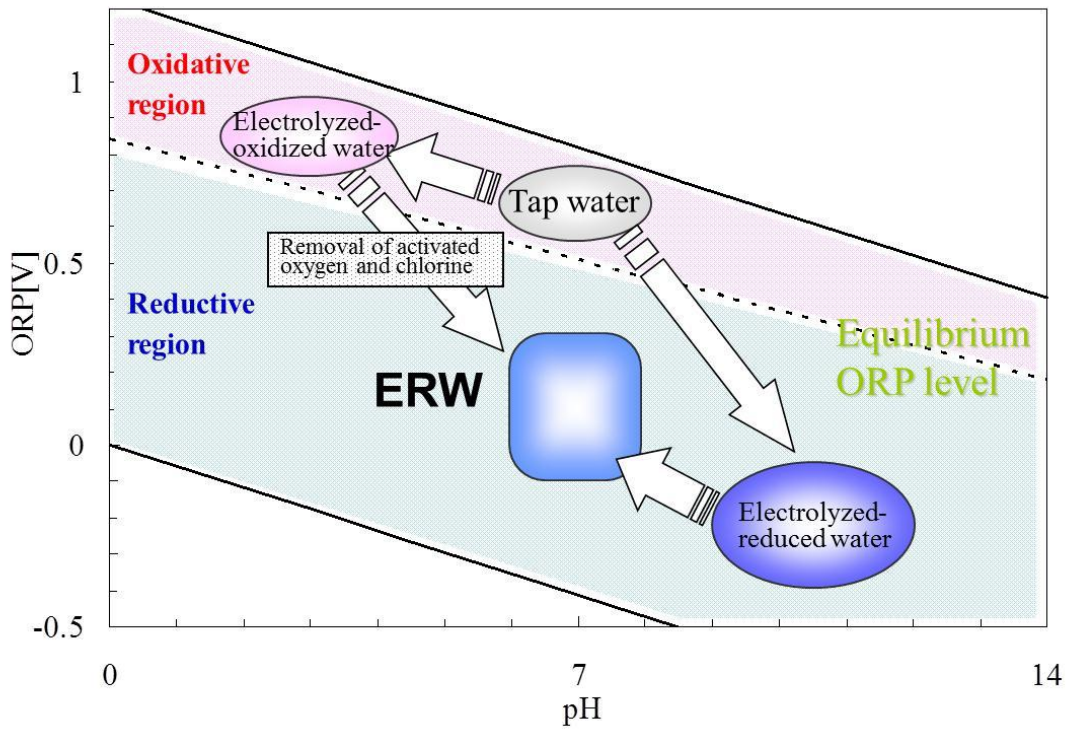 Oxidative
region
1
Electrolyzed-
oxidized water
Tap water
Removal of activated
oxygen and chlorine
0.5
ORP[V]
Reductive
region
Equilibrium
ORP level
ERW
0
Electrolyzed-
reduced water
-0.5
0
7
14
pH